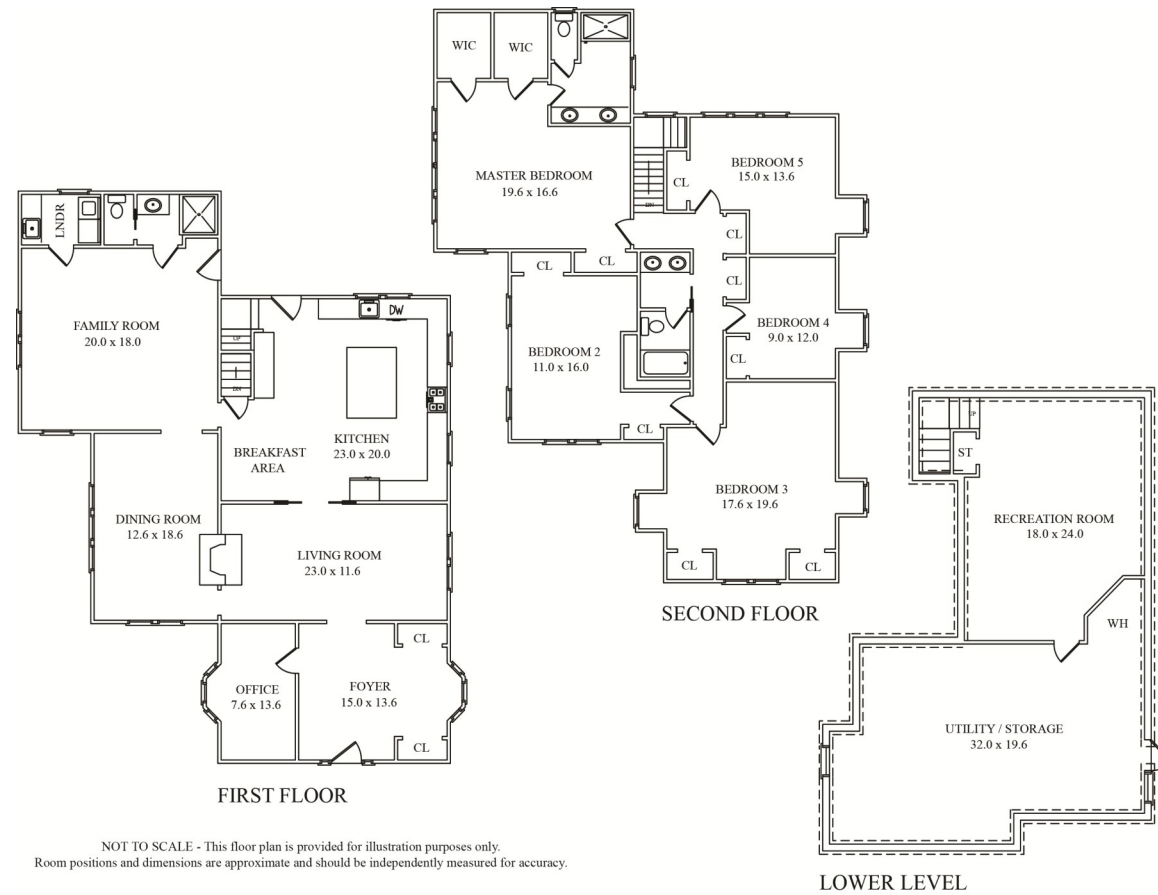 WIC
WIC
MASTER BEDROOM
19.6 x 16.6
BEDROOM 5
15.0 x 13.6
CL
DN
CL
CL
CL
CL
BEDROOM 4
9.0 x 12.0
CL
BEDROOM 2
11.0 x 16.0
CL
BEDROOM 3
17.6 x 19.6
CL
CL
SECOND FLOOR
LNDR
FAMILY ROOM
20.0 x 18.0
UP
DN
DW
KITCHEN
23.0 x 20.0
BREAKFAST
AREA
DINING ROOM
12.6 x 18.6
LIVING ROOM
23.0 x 11.6
CL
OFFICE
7.6 x 13.6
FOYER
15.0 x 13.6
CL
FIRST FLOOR
UP
ST
RECREATION ROOM
18.0 x 24.0
WH
UTILITY / STORAGE
32.0 x 19.6
LOWER LEVEL
NOT TO SCALE - This floor plan is provided for illustration purposes only.
Room positions and dimensions are approximate and should be independently measured for accuracy.